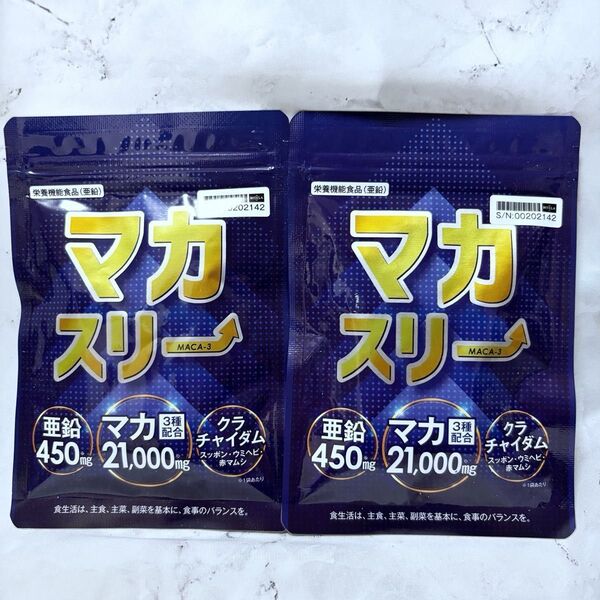 栄養機能食品(亜鉛)
00202142
マカ
スリー
MACA-3
亜鉛
450mg
マカ 3種配合
21,000mg
クラ
チャイダム
スッポン・ウミヘビ・
赤マムシ
※1袋あたり
食生活は、主食、主菜、副菜を基本に、食事のバランスを。
栄養機能食品(亜鉛)
S/N:00202142
マカ
スリー
MACA-3
亜鉛
450mg
マカ 3種配合
21,000mg
クラ
チャイダム
スッポン・ウミヘビ・
赤マムシ
※1袋あたり
食生活は、主食、主菜、副菜を基本に、食事のバランスを。